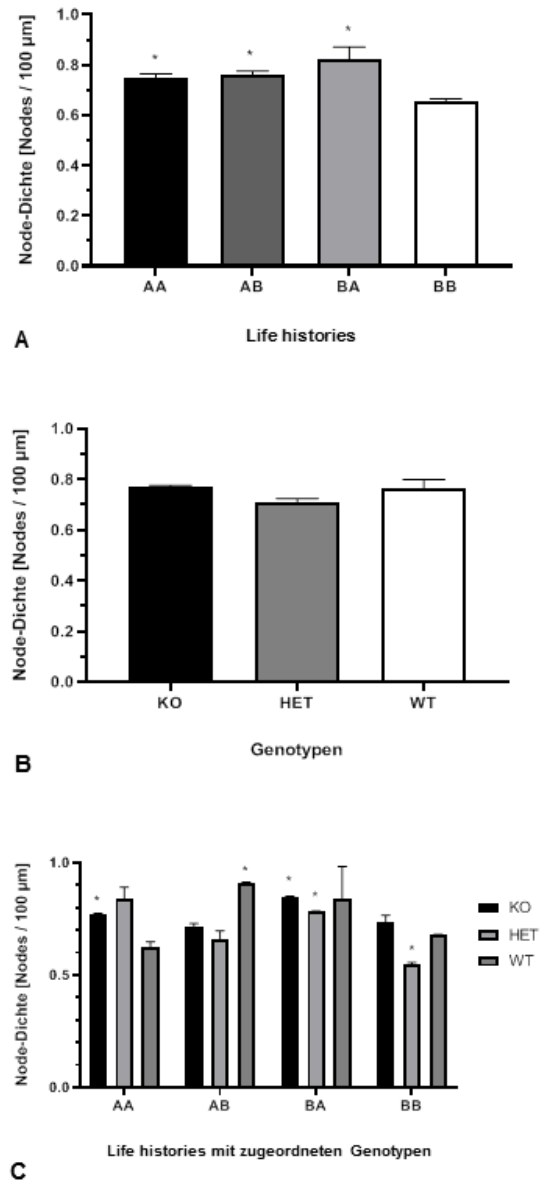 Node-Dichte [Nodes / 100 µm]
1.0
0.8
0.6
0.4
0.2
0.0
*
*
*
AA AB BA BB
Life histories
A
Node-Dichte [Nodes / 100 µm]
1.0
0.8
0.6
0.4
0.2
0.0
KO HET WT
Genotypen
B
Node-Dichte [Nodes / 100 µm]
1.0
0.5
0.0
*
*
*
*
*
KO
HET
WT
AA AB BA BB
Life histories mit zugeordneten Genotypen
C